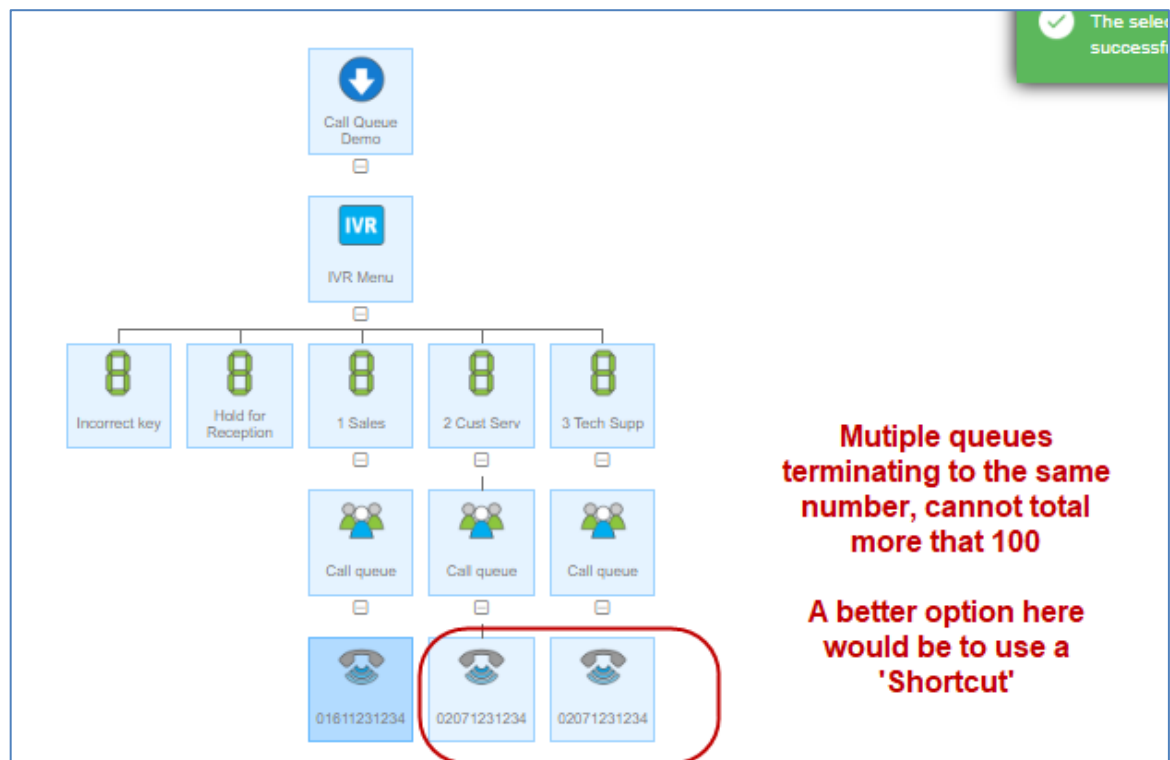 The selec
successf
Call Queue
Demo
IVR
IVR Menu
Incorrect key
Hold for
Reception
1 Sales
2 Cust Serv
3 Tech Supp
Call queue
Call queue
Call queue
01611231234
02071231234
02071231234
Mutiple queues
terminating to the same
number, cannot total
more that 100
A better option here
would be to use a
'Shortcut'